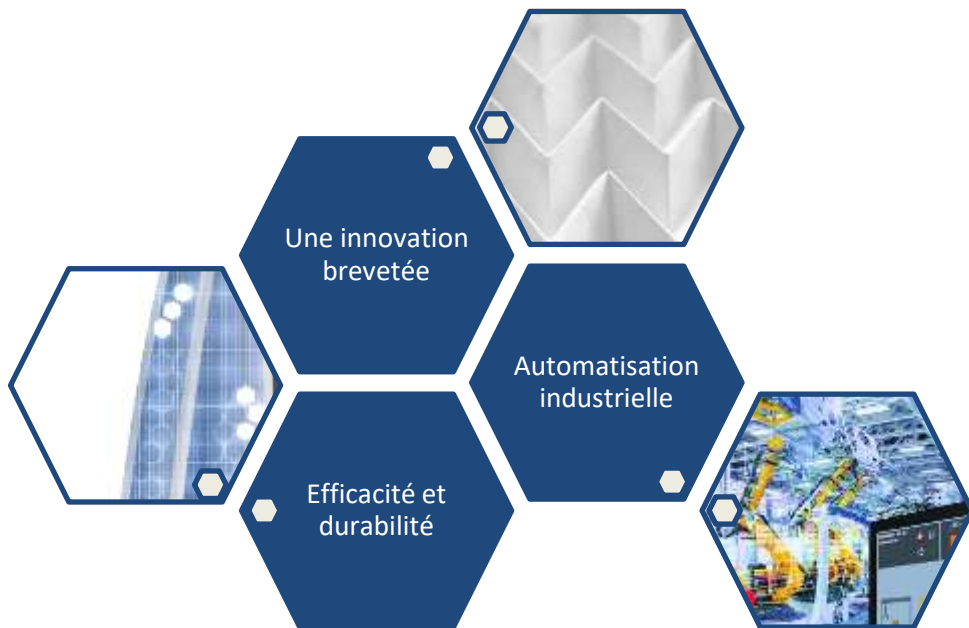 Une innovation
brevetée
Automatisation
industrielle
Efficacité et
durabilité